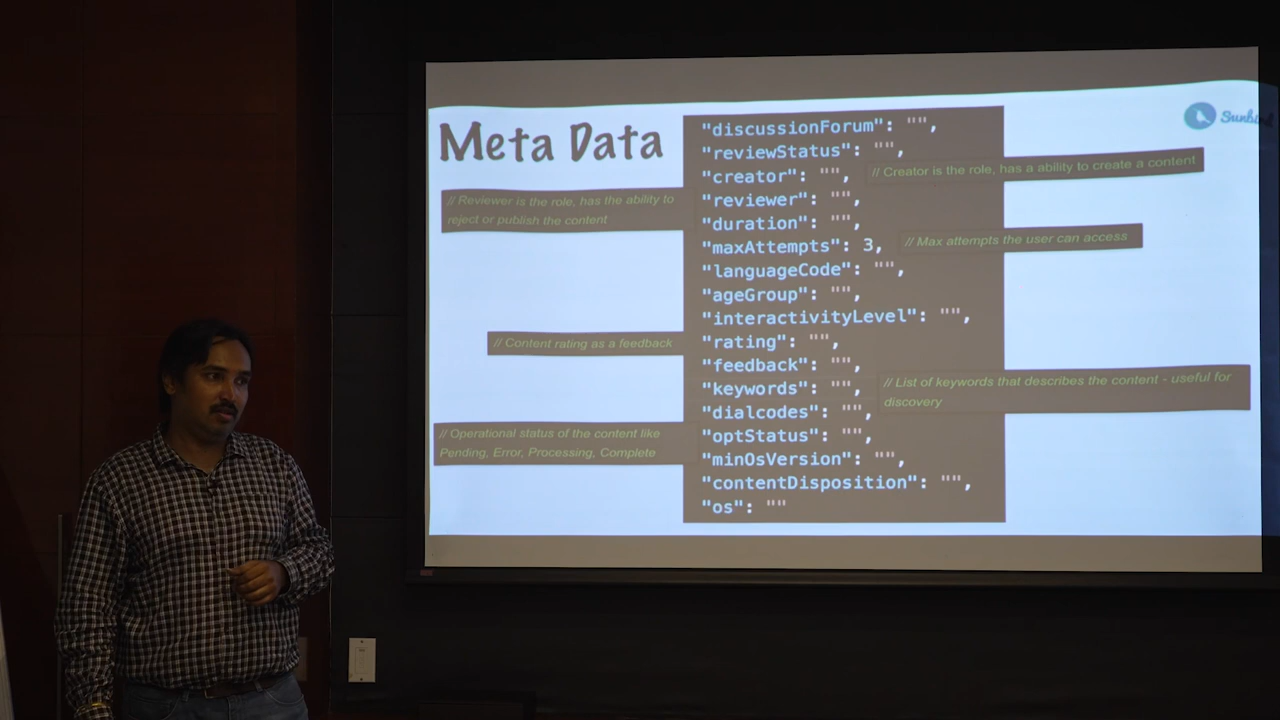 Meta Data
Sunbird
"discussionForum": "",
"reviewStatus": "",
"creator": "",
// Creator is the role, has a ability to create a content
"reviewer": "",
// Reviewer is the role, has the ability to
reject or publish the content
"duration": "",
"maxAttempts": 3,
// Max attempts the user can access
"languageCode": "",
"ageGroup": "",
"interactivityLevel": "",
"rating": "",
// Content rating as a feedback
"feedback": "",
"keywords": "",
// List of keywords that describes the content - useful for
discovery
"dialcodes": "",
"optStatus": "",
// Operational status of the content like
Pending, Error, Processing, Complete
"minOsVersion": "",
"contentDisposition": "",
"os": ""